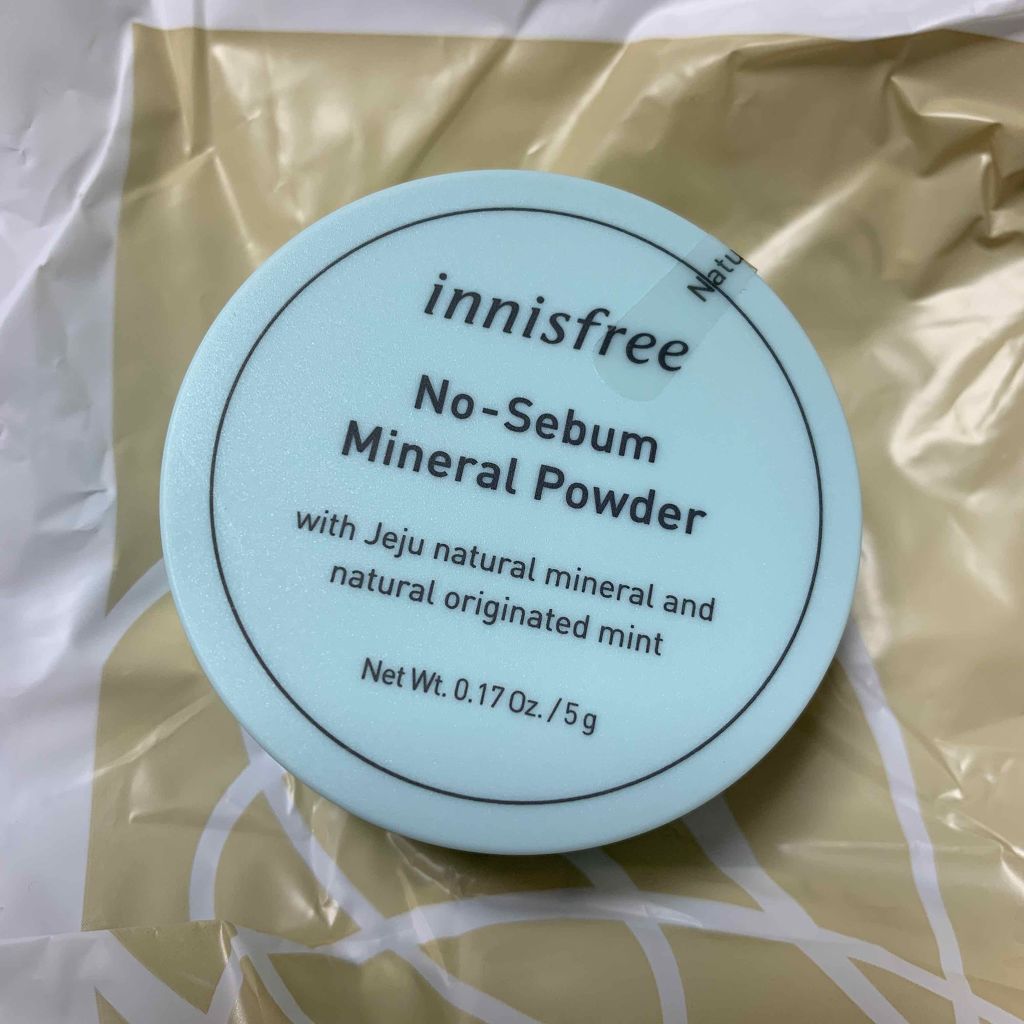 innisfree
No-Sebum
Mineral Powder
with Jeju natural mineral and
natural originated mint
Net Wt. 0.17 Oz. / 5 g
Natu